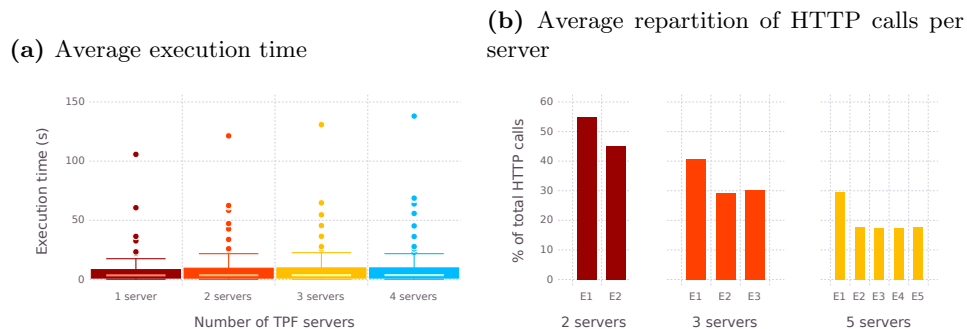 (a) Average execution time
150
100
50
0
Execution time (s)
1 server
2 servers
3 servers
4 servers
Number of TPF servers
(b) Average repartition of HTTP calls per
server
60
50
40
30
20
10
0
% of total HTTP calls
E1 E2
2 servers
E1 E2 E3
3 servers
E1 E2 E3 E4 E5
5 servers